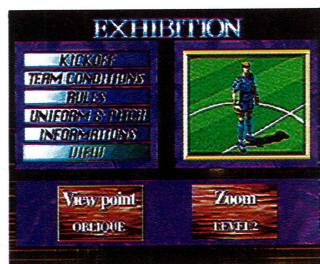 EXHIBITION
KICKOFF
TEAM CONDITIONS
RULES
UNIFORM & PITCH
INFORMATIONS
VIEW
View point
OBLIQUE
Zoom
LEVEL2